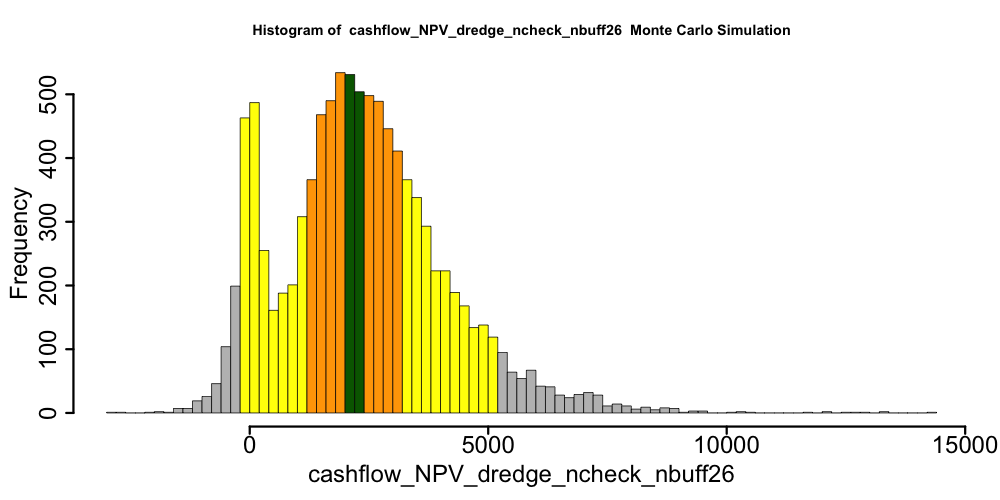 Histogram of  cashflow_NPV_dredge_ncheck_nbuff26  Monte Carlo Simulation
Frequency
500
400
300
200
100
0
0 5000 10000 15000
cashflow_NPV_dredge_ncheck_nbuff26